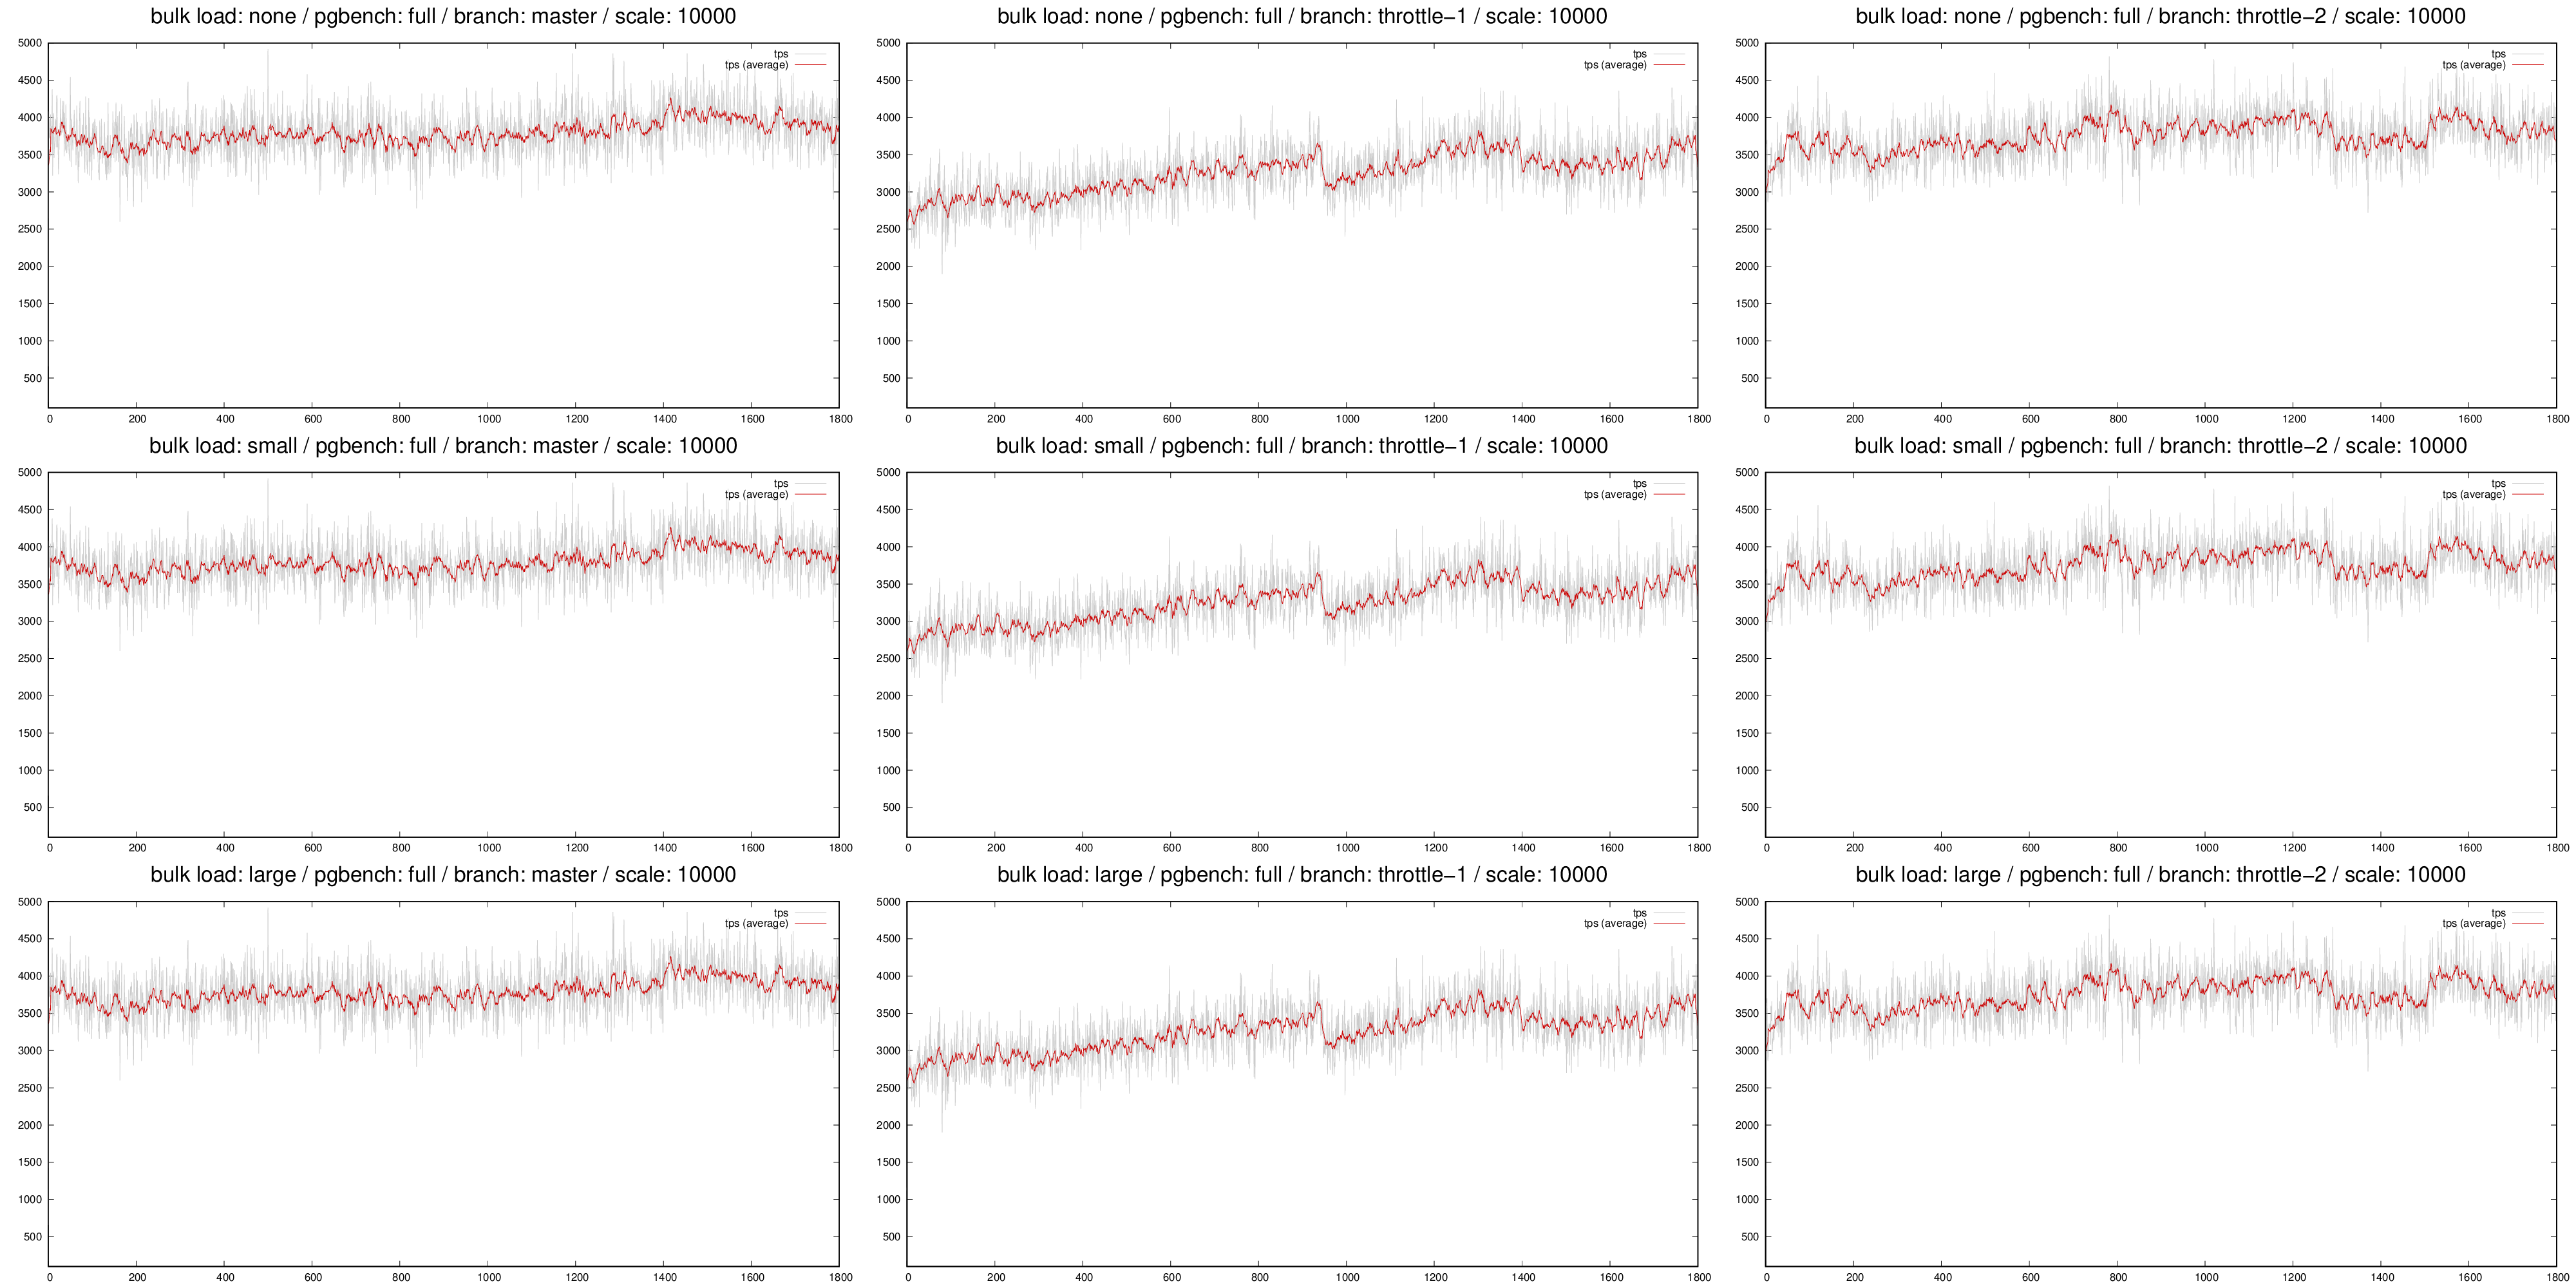 bulk load: none / pgbench: full / branch: master / scale: 10000
5000
4500
4000
3500
3000
2500
2000
1500
1000
500
0 200 400 600 800 1000 1200 1400 1600 1800
tps
tps (average)
bulk load: none / pgbench: full / branch: throttle−1 / scale: 10000
5000
4500
4000
3500
3000
2500
2000
1500
1000
500
0 200 400 600 800 1000 1200 1400 1600 1800
tps
tps (average)
bulk load: none / pgbench: full / branch: throttle−2 / scale: 10000
5000
4500
4000
3500
3000
2500
2000
1500
1000
500
0 200 400 600 800 1000 1200 1400 1600 1800
tps
tps (average)
bulk load: small / pgbench: full / branch: master / scale: 10000
5000
4500
4000
3500
3000
2500
2000
1500
1000
500
0 200 400 600 800 1000 1200 1400 1600 1800
tps
tps (average)
bulk load: small / pgbench: full / branch: throttle−1 / scale: 10000
5000
4500
4000
3500
3000
2500
2000
1500
1000
500
0 200 400 600 800 1000 1200 1400 1600 1800
tps
tps (average)
bulk load: small / pgbench: full / branch: throttle−2 / scale: 10000
5000
4500
4000
3500
3000
2500
2000
1500
1000
500
0 200 400 600 800 1000 1200 1400 1600 1800
tps
tps (average)
bulk load: large / pgbench: full / branch: master / scale: 10000
5000
4500
4000
3500
3000
2500
2000
1500
1000
500
0 200 400 600 800 1000 1200 1400 1600 1800
tps
tps (average)
bulk load: large / pgbench: full / branch: throttle−1 / scale: 10000
5000
4500
4000
3500
3000
2500
2000
1500
1000
500
0 200 400 600 800 1000 1200 1400 1600 1800
tps
tps (average)
bulk load: large / pgbench: full / branch: throttle−2 / scale: 10000
5000
4500
4000
3500
3000
2500
2000
1500
1000
500
0 200 400 600 800 1000 1200 1400 1600 1800
tps
tps (average)